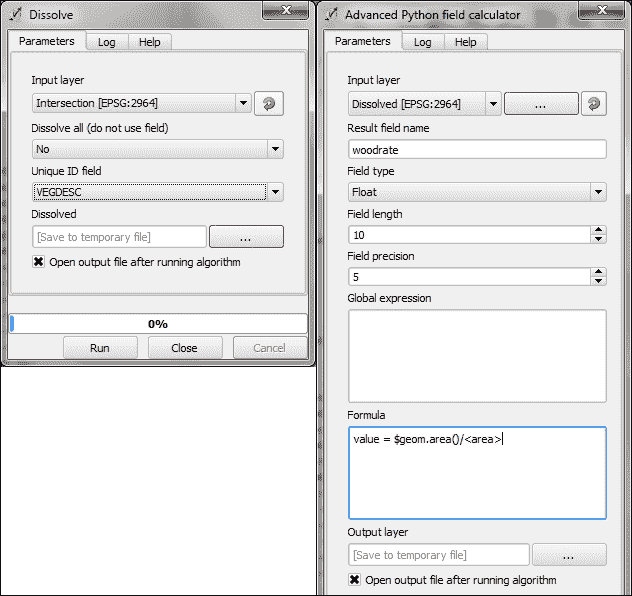 Dissolve
Parameters Log Help
Input layer
Intersection [EPSG:2964]
Dissolve all (do not use field)
No
Unique ID field
VEGDESC
Dissolved
[Save to temporary file] ...
Open output file after running algorithm
0%
Run Close Cancel
Advanced Python field calculator
Parameters Log Help
Input layer
Dissolved [EPSG:2964] ...
Result field name
woodrate
Field type
Float
Field length
10
Field precision
5
Global expression
Formula
value = $geom.area()/<area>
Output layer
[Save to temporary file] ...
Open output file after running algorithm